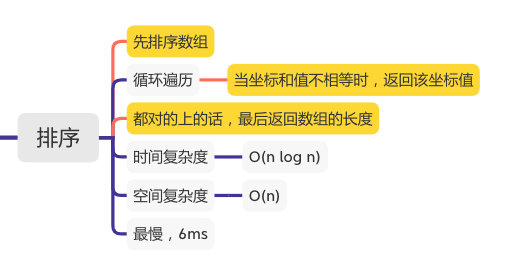 排序
先排序数组
循环遍历
当坐标和值不相等时，返回该坐标值
都对的上的话，最后返回数组的长度
时间复杂度
O(n log n)
空间复杂度
O(n)
最慢，6ms